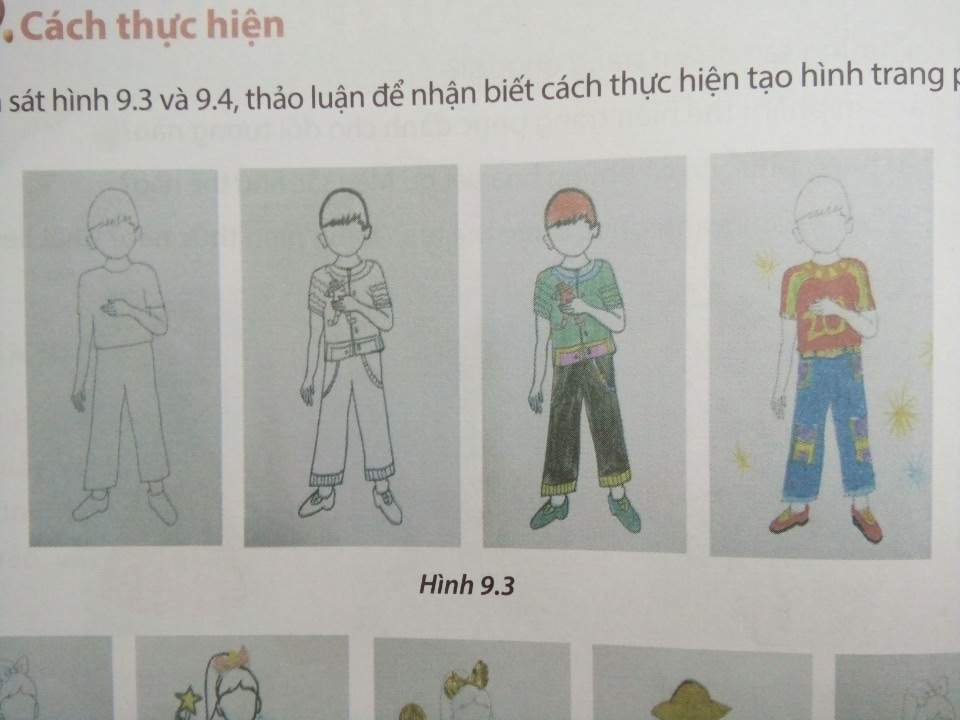 Cách thực hiện
sát hình 9.3 và 9.4, thảo luận để nhận biết cách thực hiện tạo hình trang
28
Hình 9.3